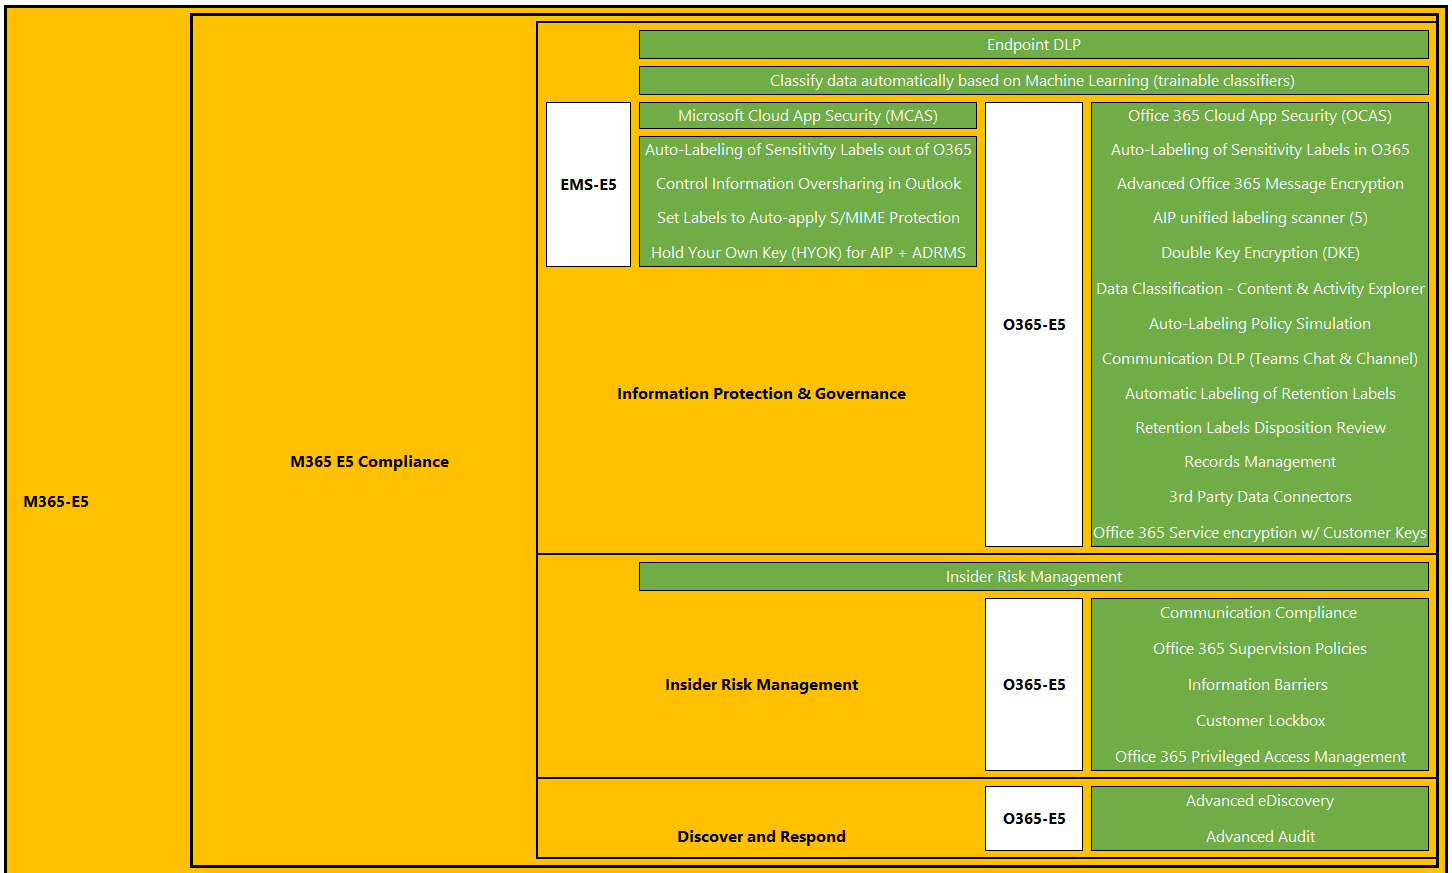 Endpoint DLP
Classify data automatically based on Machine Learning (trainable classifiers)
EMS-E5
Microsoft Cloud App Security (MCAS)
Auto-Labeling of Sensitivity Labels out of O365
Control Information Oversharing in Outlook
Set Labels to Auto-apply S/MIME Protection
Hold Your Own Key (HYOK) for AIP + ADRMS
O365-E5
Office 365 Cloud App Security (OCAS)
Auto-Labeling of Sensitivity Labels in O365
Advanced Office 365 Message Encryption
AIP unified labeling scanner (5)
Double Key Encryption (DKE)
Data Classification - Content & Activity Explorer
Auto-Labeling Policy Simulation
Communication DLP (Teams Chat & Channel)
Automatic Labeling of Retention Labels
Retention Labels Disposition Review
Records Management
3rd Party Data Connectors
Office 365 Service encryption w/ Customer Keys
Information Protection & Governance
M365 E5 Compliance
M365-E5
Insider Risk Management
Insider Risk Management
O365-E5
Communication Compliance
Office 365 Supervision Policies
Information Barriers
Customer Lockbox
Office 365 Privileged Access Management
Discover and Respond
O365-E5
Advanced eDiscovery
Advanced Audit